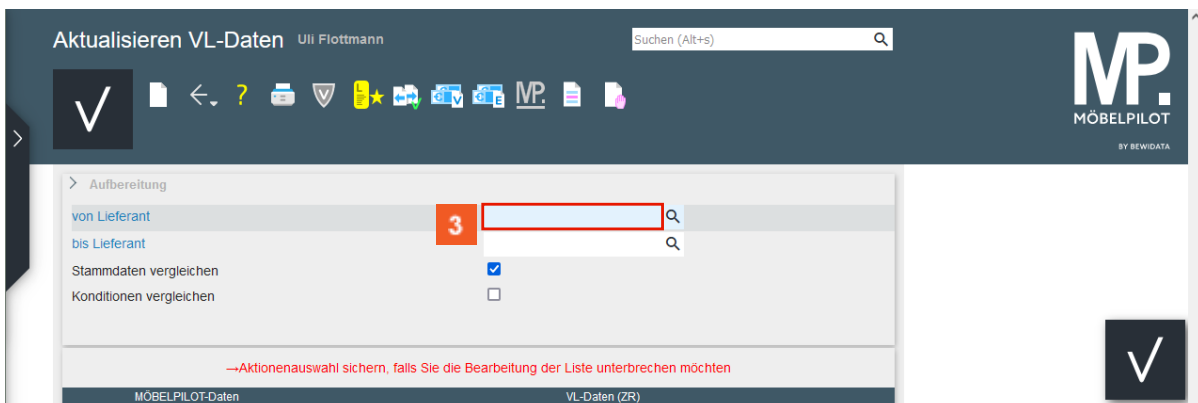 Aktualisieren VL-Daten Uli Flottmann
Suchen (Alt+s)
MP.
MÖBELPILOT
BY BEWIDATA
Aufbereitung
von Lieferant
3
bis Lieferant
Stammdaten vergleichen
Konditionen vergleichen
→Aktionenauswahl sichern, falls Sie die Bearbeitung der Liste unterbrechen möchten
MÖBELPILOT-Daten VL-Daten (ZR)